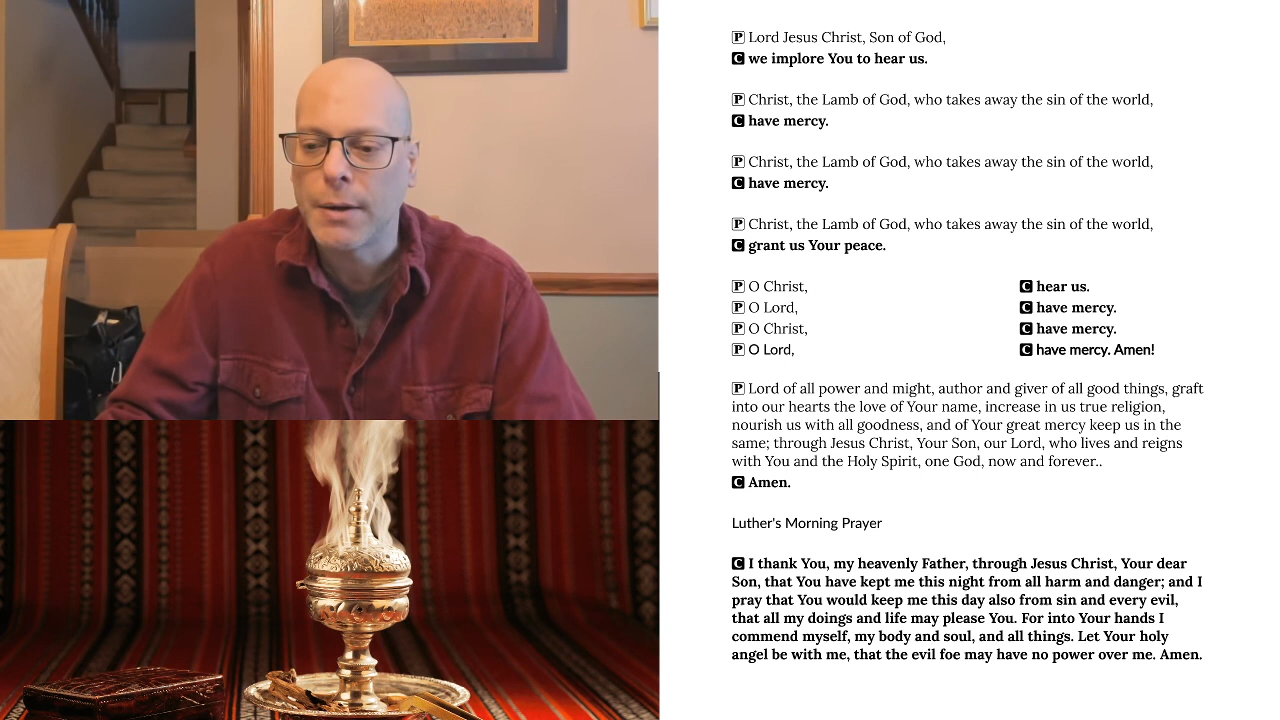 P Lord Jesus Christ, Son of God,
C we implore You to hear us.
P Christ, the Lamb of God, who takes away the sin of the world,
C have mercy.
P Christ, the Lamb of God, who takes away the sin of the world,
C have mercy.
P Christ, the Lamb of God, who takes away the sin of the world,
C grant us Your peace.
P O Christ, C hear us.
P O Lord, C have mercy.
P O Christ, C have mercy.
P O Lord, C have mercy. Amen!
P Lord of all power and might, author and giver of all good things, graft
into our hearts the love of Your name, increase in us true religion,
nourish us with all goodness, and of Your great mercy keep us in the
same; through Jesus Christ, Your Son, our Lord, who lives and reigns
with You and the Holy Spirit, one God, now and forever..
C Amen.
Luther's Morning Prayer
C I thank You, my heavenly Father, through Jesus Christ, Your dear
Son, that You have kept me this night from all harm and danger; and I
pray that You would keep me this day also from sin and every evil,
that all my doings and life may please You. For into Your hands I
commend myself, my body and soul, and all things. Let Your holy
angel be with me, that the evil foe may have no power over me. Amen.